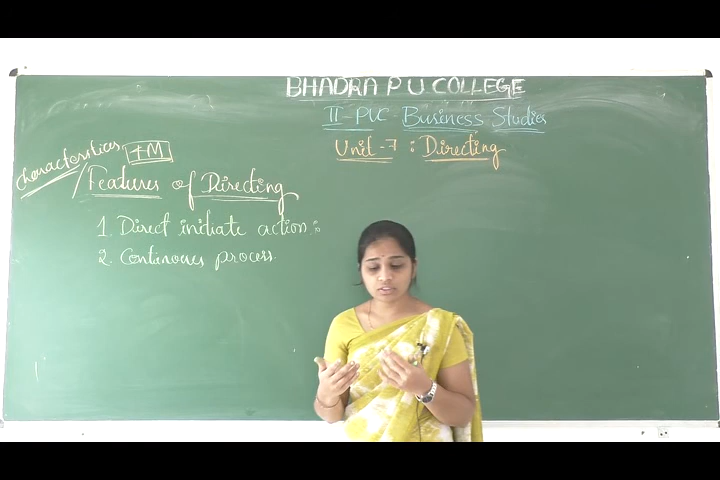 BHADRA P U COLLEGE
II - PUC Business Studies
Unit - 7 : Directing
characteristics / Features of Directing
4M
1. Direct initiate action :
2. Continous process.